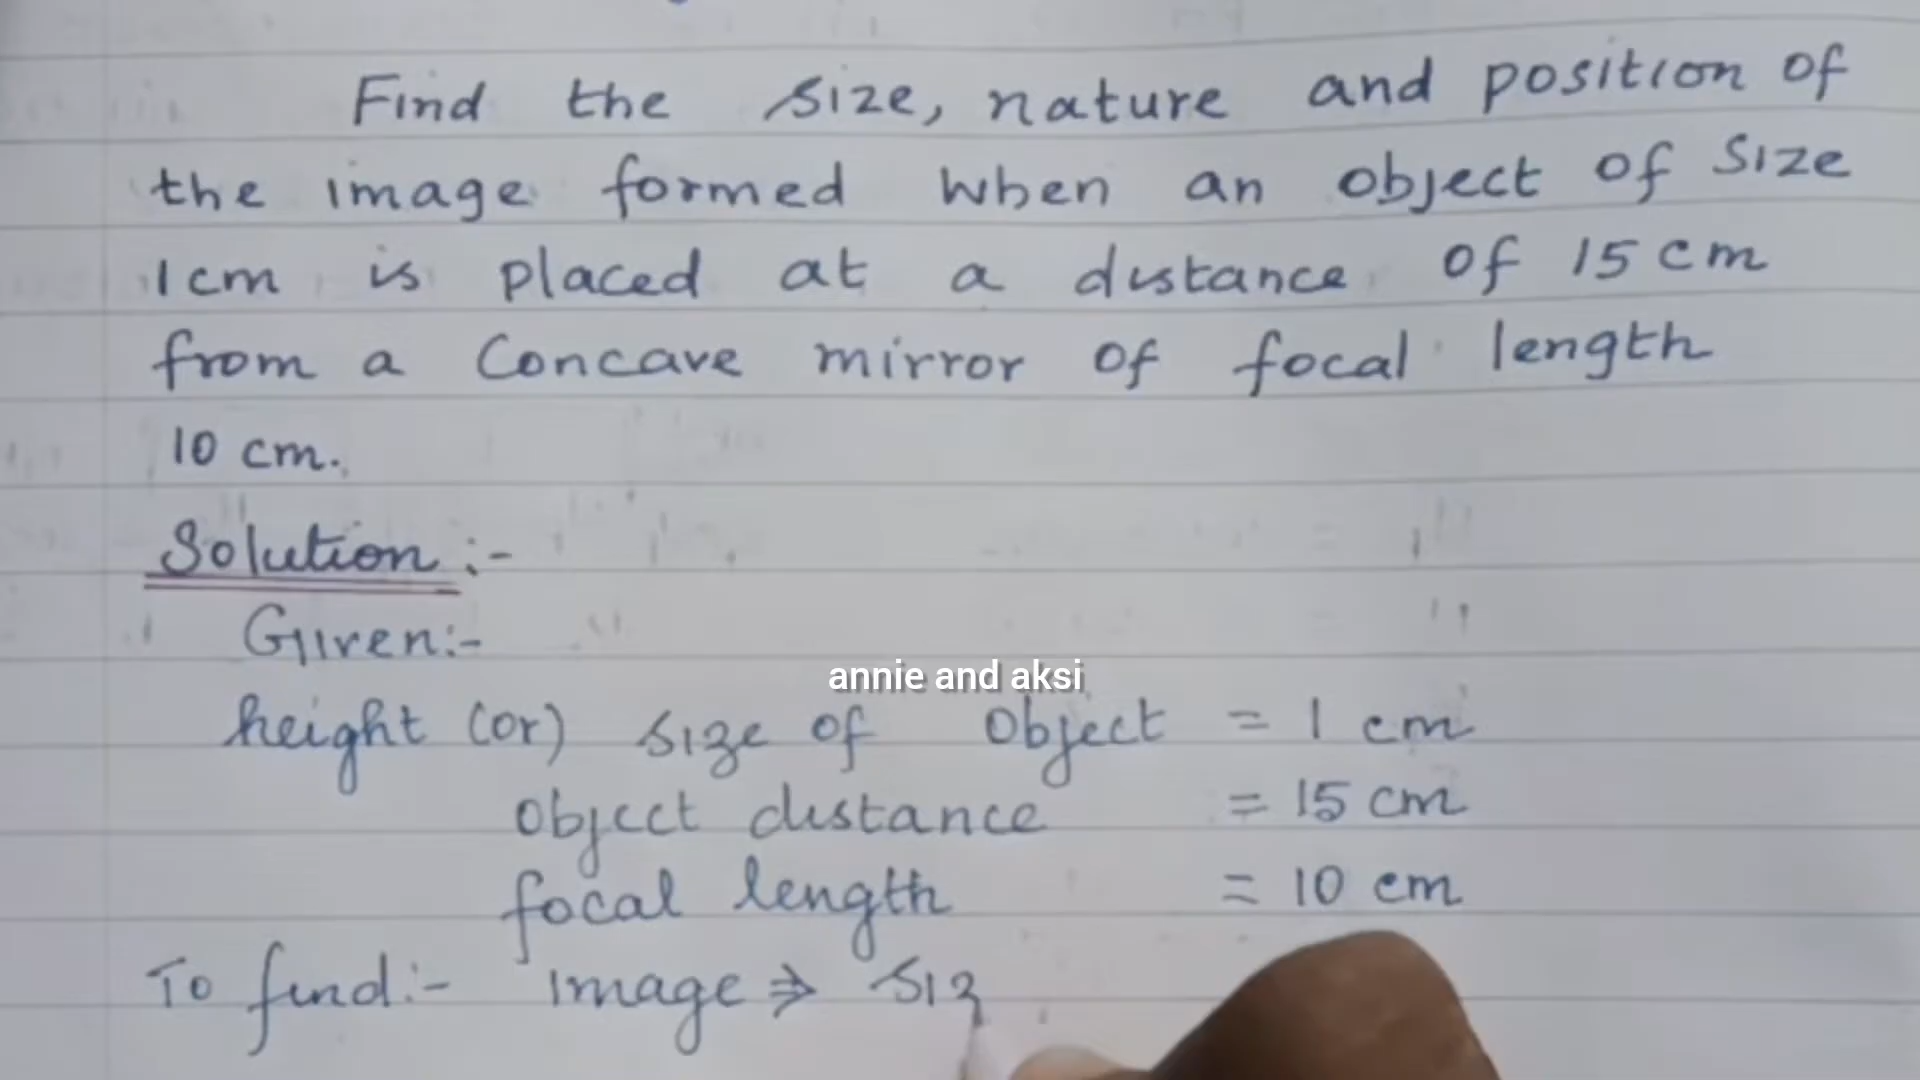 Find the size, nature and position of
the image formed when an object of size
1cm is placed at a distance of 15 cm
from a Concave mirror of focal length
10 cm.
Solution :-
Given:-
annie and aksi
height (or) size of object = 1 cm
object distance = 15 cm
focal length = 10 cm
To find:- image ⇒ siz